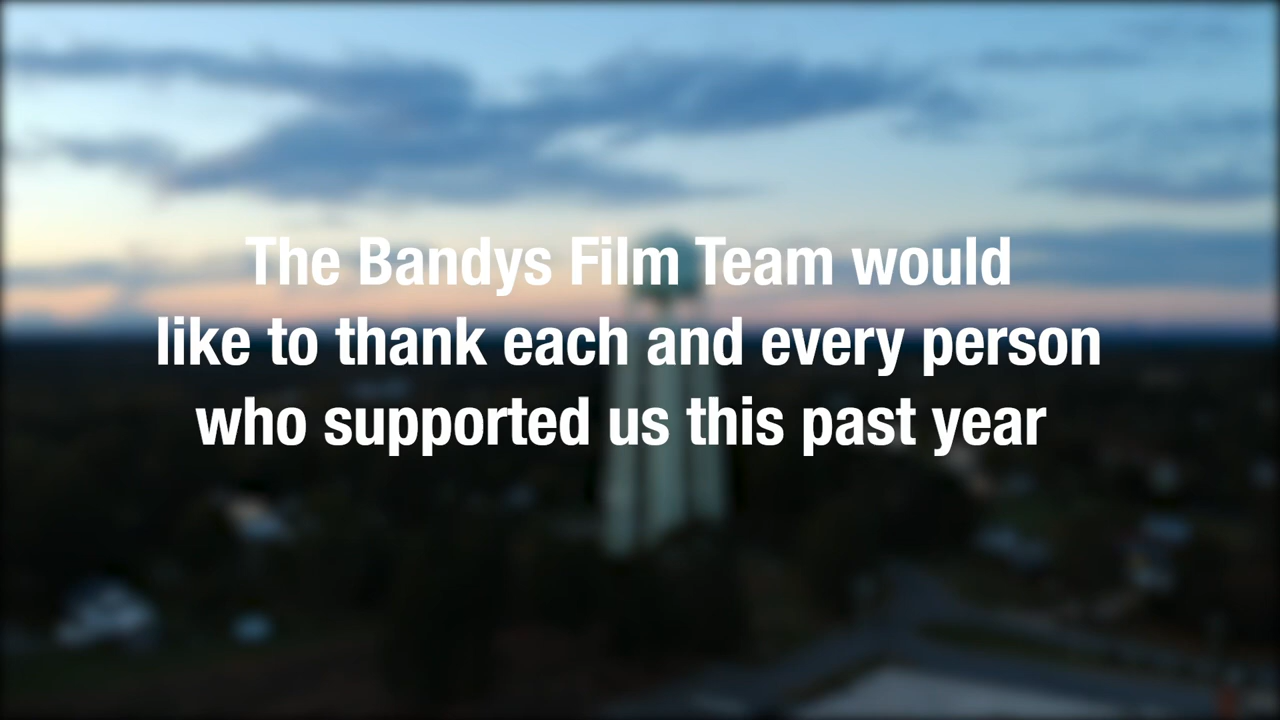 The Bandys Film Team would
like to thank each and every person
who supported us this past year